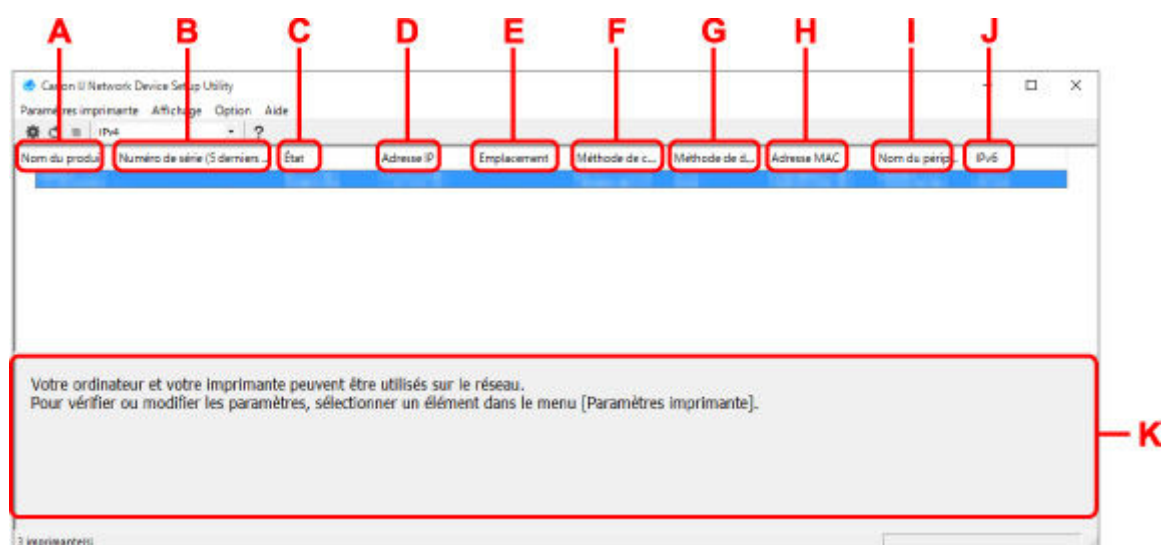 A B C D E F G H I J
Canon IJ Network Device Setup Utility
Paramètres imprimante Affichage Option Aide
IPv4 ?
Nom du produi Numéro de série (5 derniers ... État Adresse IP Emplacement Méthode de c... Méthode de d... Adresse MAC Nom du périp... IPv6
Votre ordinateur et votre imprimante peuvent être utilisés sur le réseau.
Pour vérifier ou modifier les paramètres, sélectionner un élément dans le menu [Paramètres imprimante].
K
imprimante(s)